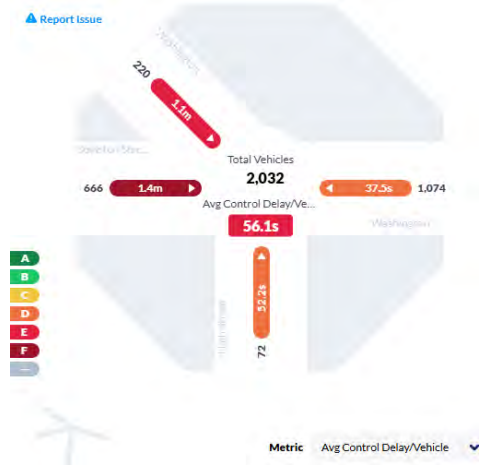 Report Issue
220
1.1m
Total Vehicles
2,032
666
1.4m
37.5s
1,074
Avg Control Delay/Ve...
56.1s
Washington
A
B
C
D
E
F
52.2s
72
Metric Avg Control Delay/Vehicle